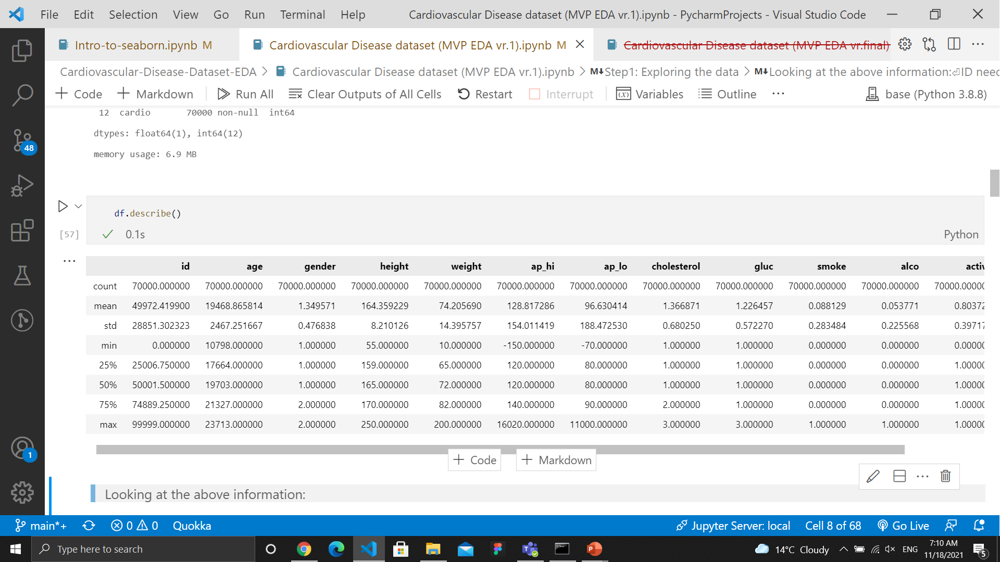 File Edit Selection View Go Run Terminal Help Cardiovascular Disease dataset (MVP EDA vr.1).ipynb - PycharmProjects - Visual Studio Code
Intro-to-seaborn.ipynb M Cardiovascular Disease dataset (MVP EDA vr.1).ipynb M Cardiovascular Disease dataset (MVP EDA vr.final)
Cardiovascular-Disease-Dataset-EDA > Cardiovascular Disease dataset (MVP EDA vr.1).ipynb > M↓Step1: Exploring the data > M↓Looking at the above information:⏎ID need
+ Code + Markdown Run All Clear Outputs of All Cells Restart Interrupt Variables Outline ... base (Python 3.8.8)
12 cardio 70000 non-null int64
dtypes: float64(1), int64(12)
memory usage: 6.9 MB
df.describe()
[57] 0.1s Python
id age gender height weight ap_hi ap_lo cholesterol gluc smoke alco activ
count 70000.000000 70000.000000 70000.000000 70000.000000 70000.000000 70000.000000 70000.000000 70000.000000 70000.000000 70000.000000 70000.000000 70000.00000
mean 49972.419900 19468.865814 1.349571 164.359229 74.205690 128.817286 96.630414 1.366871 1.226457 0.088129 0.053771 0.80372
std 28851.302323 2467.251667 0.476838 8.210126 14.395757 154.011419 188.472530 0.680250 0.572270 0.283484 0.225568 0.39717
min 0.000000 10798.000000 1.000000 55.000000 10.000000 -150.000000 -70.000000 1.000000 1.000000 0.000000 0.000000 0.00000
25% 25006.750000 17664.000000 1.000000 159.000000 65.000000 120.000000 80.000000 1.000000 1.000000 0.000000 0.000000 1.00000
50% 50001.500000 19703.000000 1.000000 165.000000 72.000000 120.000000 80.000000 1.000000 1.000000 0.000000 0.000000 1.00000
75% 74889.250000 21327.000000 2.000000 170.000000 82.000000 140.000000 90.000000 2.000000 1.000000 0.000000 0.000000 1.00000
max 99999.000000 23713.000000 2.000000 250.000000 200.000000 16020.000000 11000.000000 3.000000 3.000000 1.000000 1.000000 1.00000
+ Code + Markdown
Looking at the above information:
48
1
main*+ 0 0 Quokka Jupyter Server: local Cell 8 of 68 Go Live
Type here to search 14°C Cloudy ENG 7:10 AM
11/18/2021 5